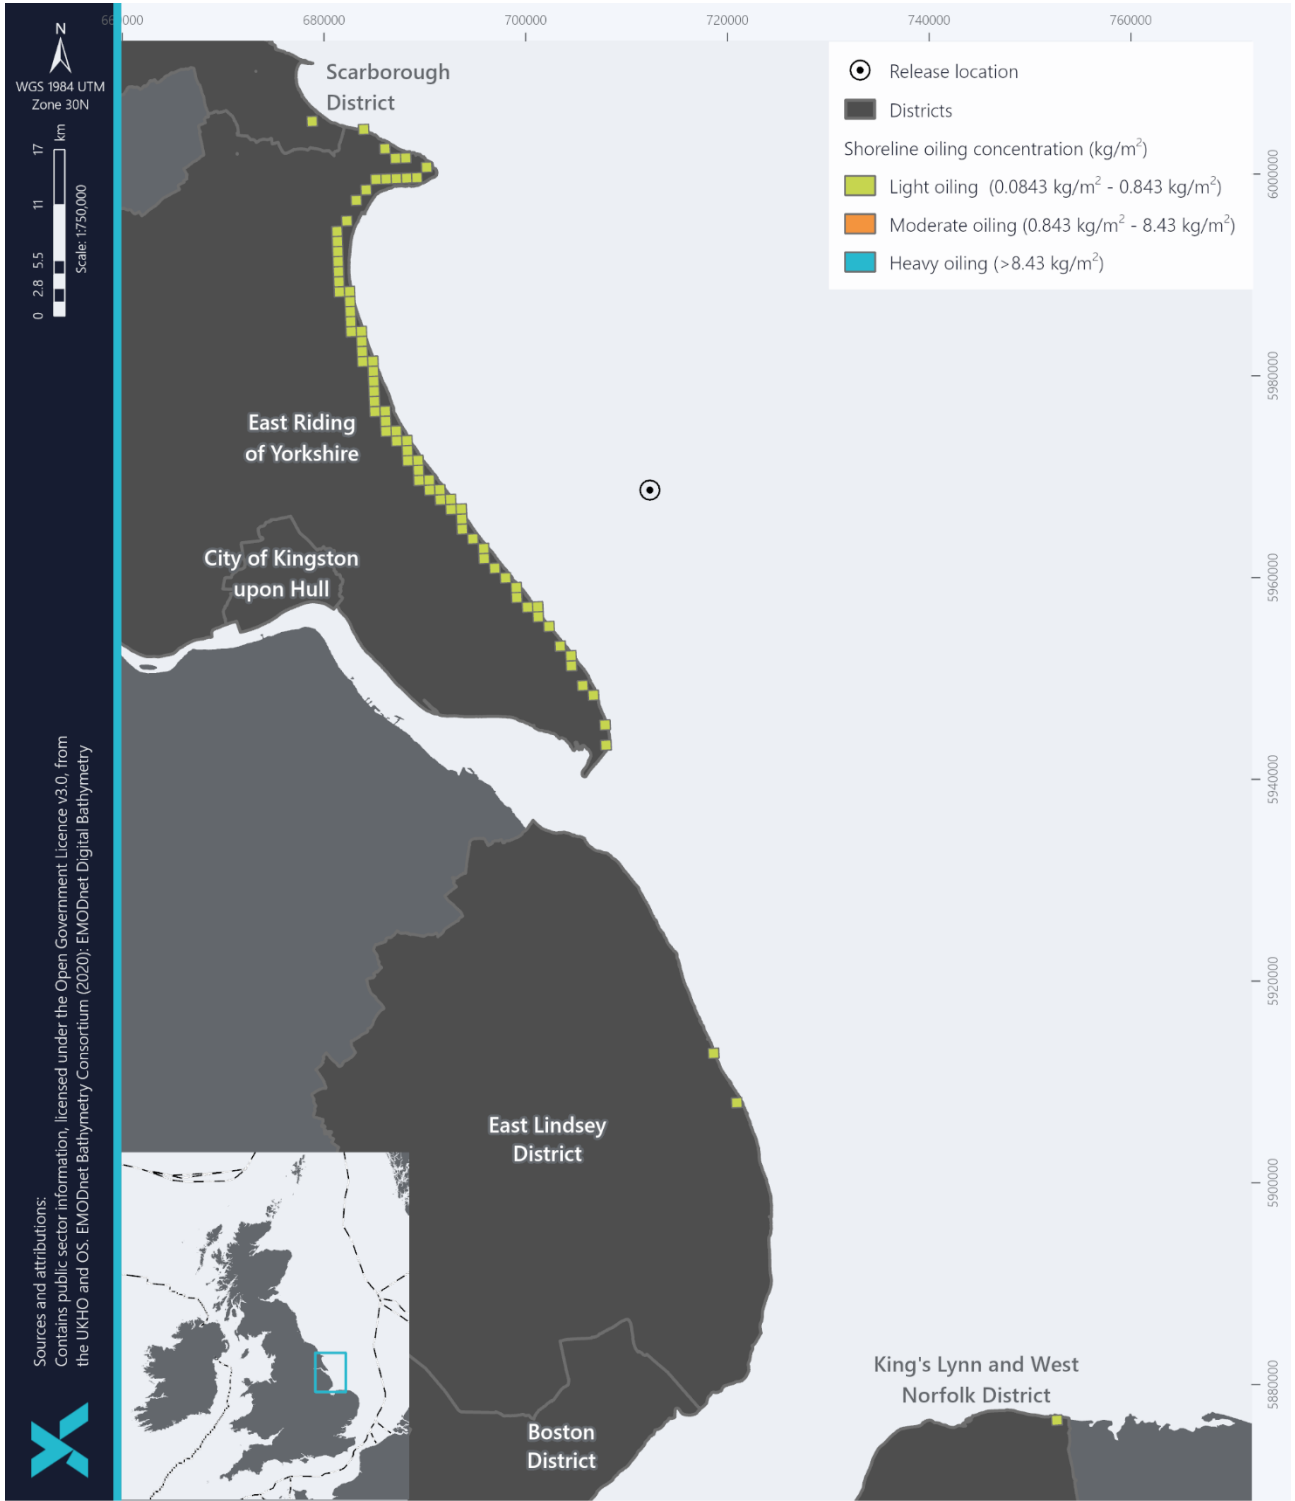 N
WGS 1984 UTM
Zone 30N
0 2.8 5.5 11 17 km
Scale: 1:750,000
Sources and attributions:
Contains public sector information, licensed under the Open Government Licence v3.0, from
the UKHO and OS. EMODnet Bathymetry Consortium (2020): EMODnet Digital Bathymetry
680000 700000 720000 740000 760000
Release location
Districts
Shoreline oiling concentration (kg/m²)
Light oiling (0.0843 kg/m² - 0.843 kg/m²)
Moderate oiling (0.843 kg/m² - 8.43 kg/m²)
Heavy oiling (>8.43 kg/m²)
Scarborough
District
East Riding
of Yorkshire
City of Kingston
upon Hull
East Lindsey
District
King's Lynn and West
Norfolk District
Boston
District
6000000
5980000
5960000
5940000
5920000
5900000
5880000